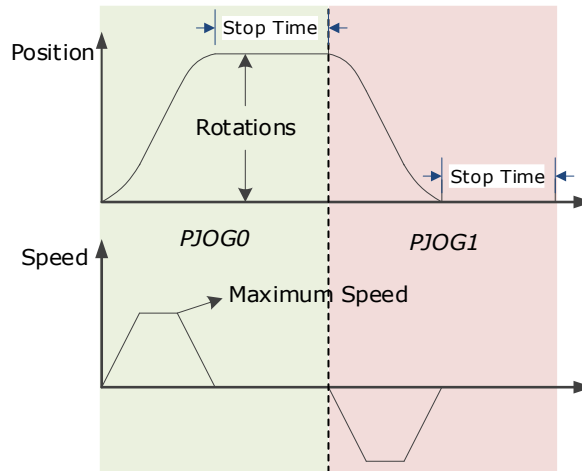 Stop Time
Position
Rotations
Stop Time
PJOG0
PJOG1
Speed
Maximum Speed